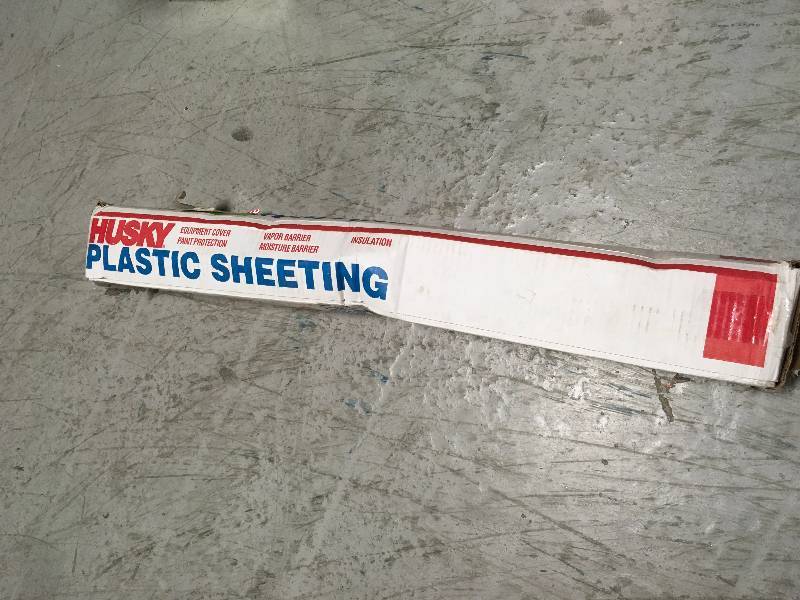 HUSKY
EQUIPMENT COVER
PAINT PROTECTION
VAPOR BARRIER
MOISTURE BARRIER
INSULATION
PLASTIC SHEETING